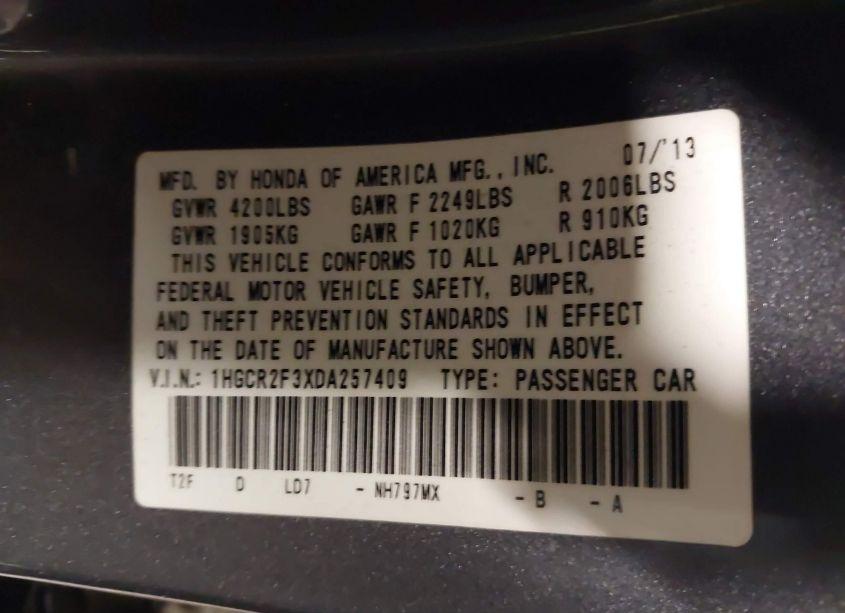 MFD. BY HONDA OF AMERICA MFG., INC. 07/'13
GVWR 4200LBS GAWR F 2249LBS R 2006LBS
GVWR 1905KG GAWR F 1020KG R 910KG
THIS VEHICLE CONFORMS TO ALL APPLICABLE
FEDERAL MOTOR VEHICLE SAFETY, BUMPER,
AND THEFT PREVENTION STANDARDS IN EFFECT
ON THE DATE OF MANUFACTURE SHOWN ABOVE.
V.I.N.: 1HGCR2F3XDA257409 TYPE: PASSENGER CAR
T2F D LD7 - NH797MX - B - A